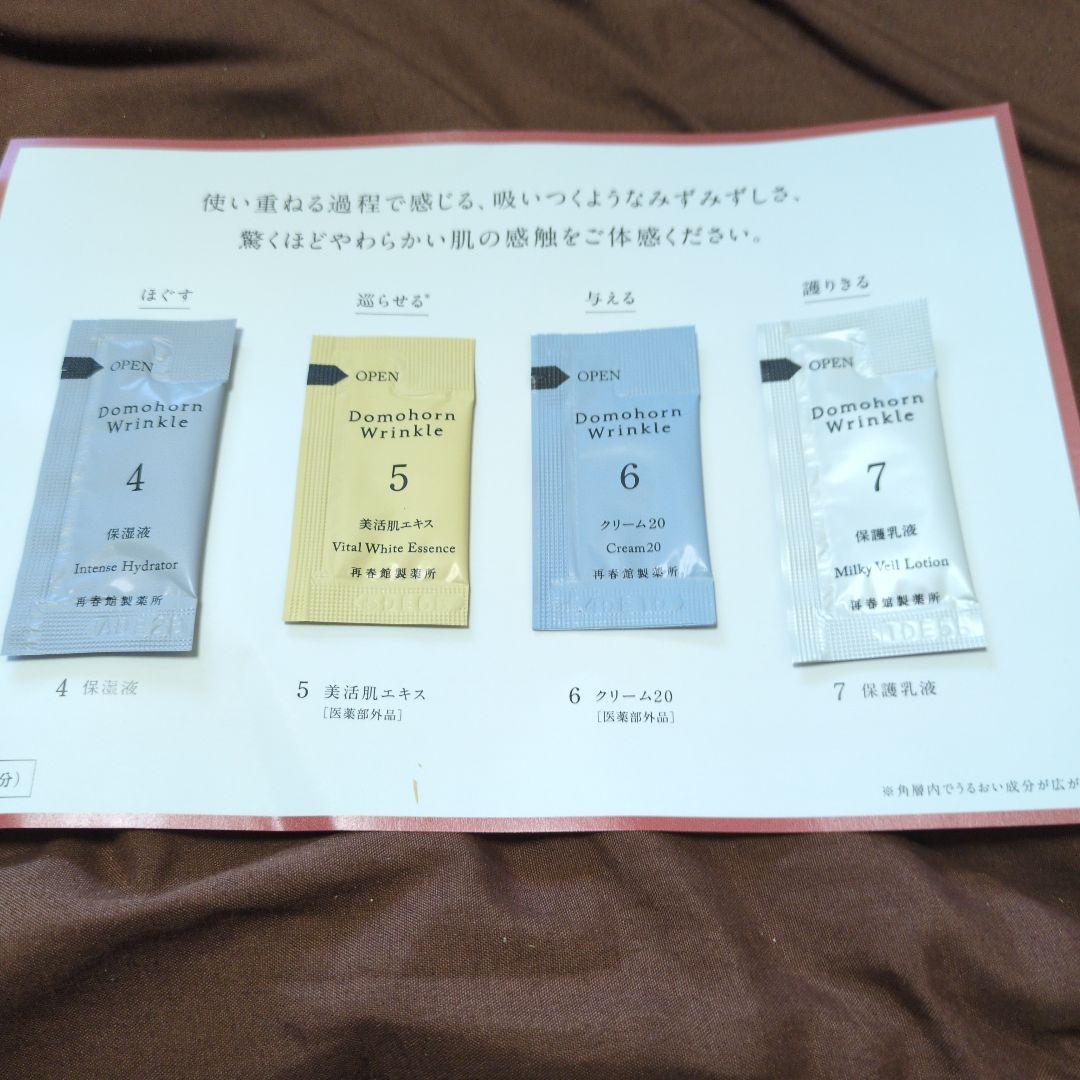 使い重ねる過程で感じる、吸いつくようなみずみずしさ、
驚くほどやわらかい肌の感触をご体感ください。
ほぐす
巡らせる*
与える
護りきる
OPEN
Domohorn
Wrinkle
4
保湿液
Intense Hydrator
再春館製薬所
OPEN
Domohorn
Wrinkle
5
美活肌エキス
Vital White Essence
再春館製薬所
OPEN
Domohorn
Wrinkle
6
クリーム20
Cream20
再春館製薬所
OPEN
Domohorn
Wrinkle
7
保護乳液
Milky Veil Lotion
再春館製薬所
4 保湿液
5 美活肌エキス
[医薬部外品]
6 クリーム20
[医薬部外品]
7 保護乳液
分)
※角層内でうるおい成分が広が